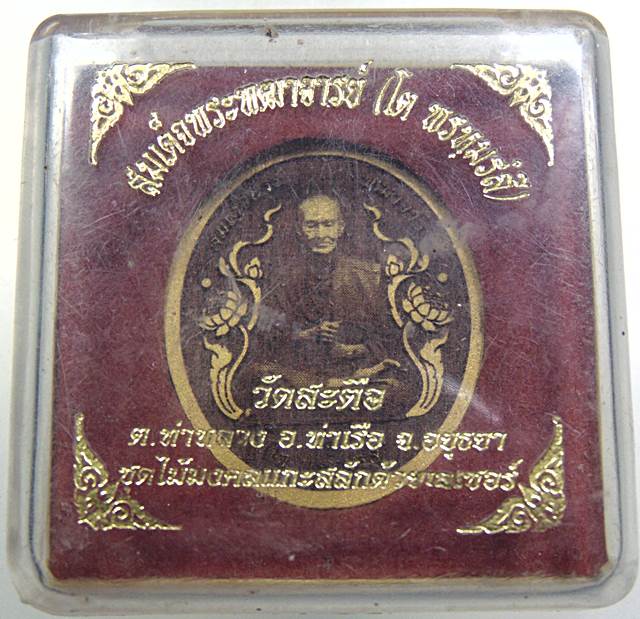 สมเด็จพระพุฒาจารย์ (โต พรหฺมรํสี)
วัดสะตือ
ต.ท่าหลวง อ.ท่าเรือ จ.อยุธยา
ชุดไม้มงคลแกะสลักด้วยเลเซอร์